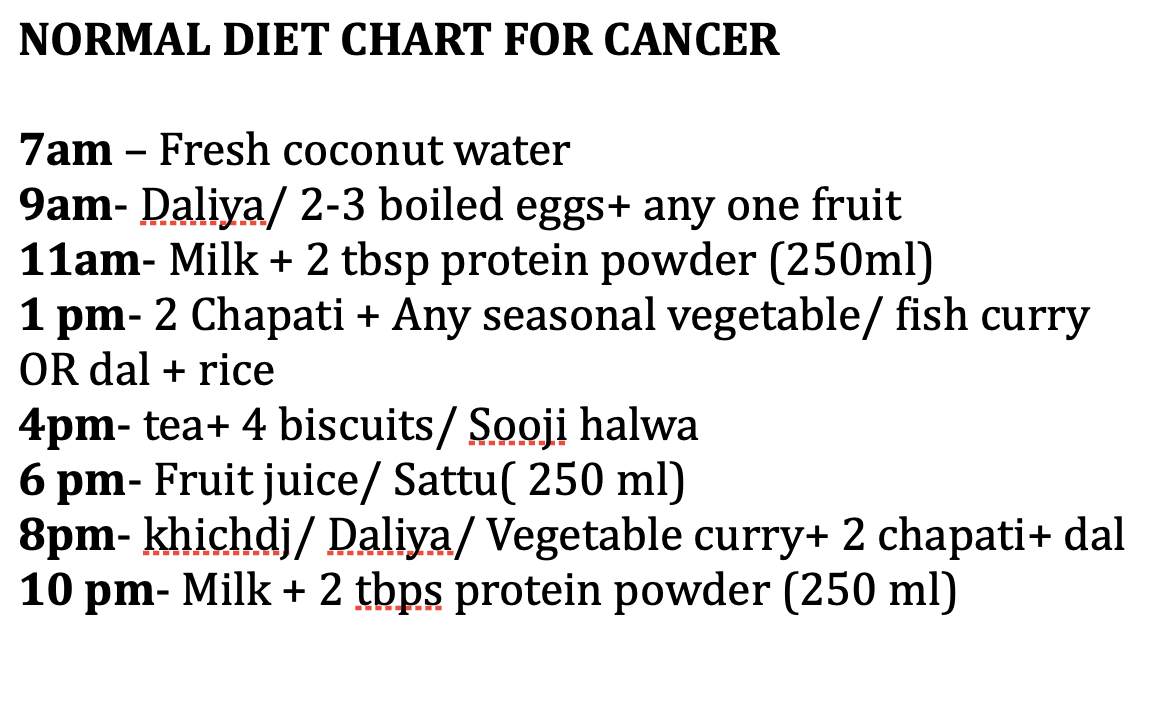 NORMAL DIET CHART FOR CANCER
7am – Fresh coconut water
9am- Daliya/ 2-3 boiled eggs+ any one fruit
11am- Milk + 2 tbsp protein powder (250ml)
1 pm- 2 Chapati + Any seasonal vegetable/ fish curry
OR dal + rice
4pm- tea+ 4 biscuits/ Sooji halwa
6 pm- Fruit juice/ Sattu( 250 ml)
8pm- khichdj/ Daliya/ Vegetable curry+ 2 chapati+ dal
10 pm- Milk + 2 tbps protein powder (250 ml)